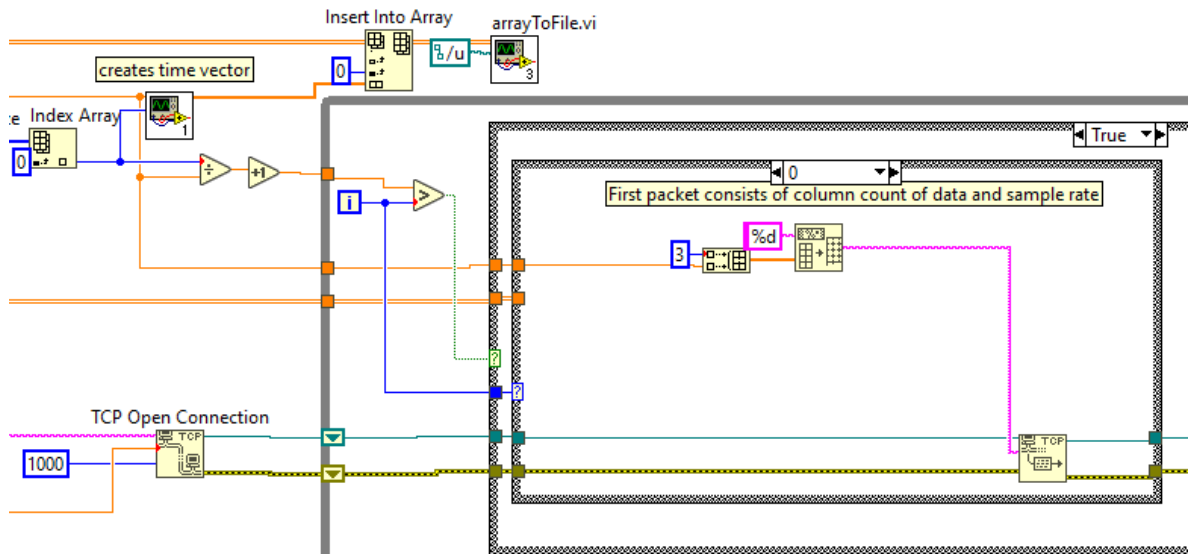 Insert Into Array
arrayToFile.vi
%/u
0
3
creates time vector
Index Array
1
0
÷
+1
>
i
True
0
First packet consists of column count of data and sample rate
%d
3
?
?
TCP Open Connection
TCP
1000
TCP